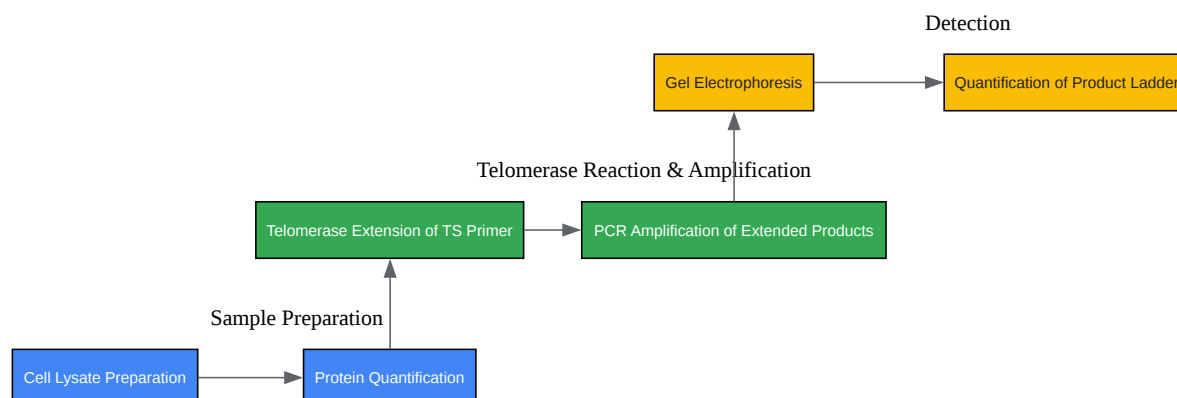 Detection
Gel Electrophoresis
Quantification of Product Ladder
Telomerase Reaction & Amplification
Telomerase Extension of TS Primer
PCR Amplification of Extended Products
Sample Preparation
Cell Lysate Preparation
Protein Quantification